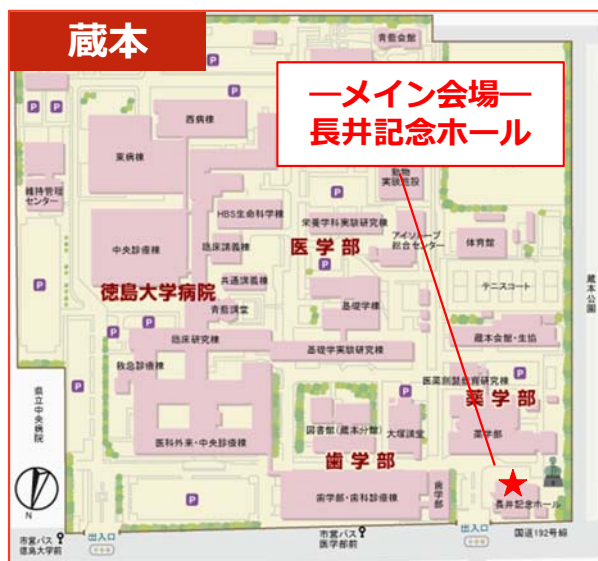 蔵本
―メイン会場―
長井記念ホール
青藍会館
P
P
P
P
P
西病棟
東病棟
動物
実験施設
維持管理
センター
P
HBS生命科学棟
栄養学科実験研究棟
アイソトープ
総合センター
体育館
医学部
中央診療棟
臨床講義棟
P
共通講義棟
P
テニスコート
徳島大学病院
青藍講堂
基礎学棟
蔵本公園
P
臨床研究棟
基礎学実験研究棟
蔵本会館・生協
救急診療棟
P
医薬創製教育研究棟
P
薬学部
県立中央病院
P
図書館(蔵本分館)
大塚講堂
薬学部
医科外来・中央診療棟
歯学部
P
歯学部・歯科診療棟
歯学部
長井記念ホール
N
出入口
出入口
国道192号線
市営バス
徳島大学前
市営バス
医学部前